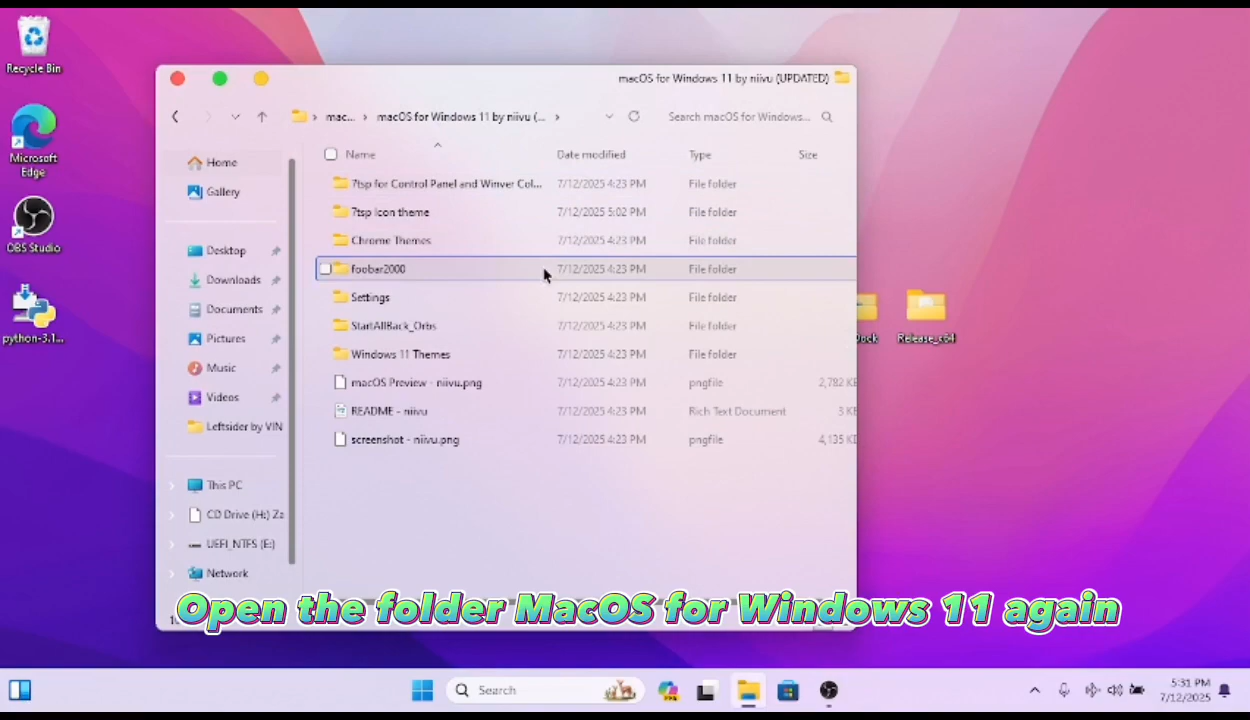 Recycle Bin
Microsoft
Edge
OBS Studio
python-3.1...
macOS for Windows 11 by niivu (UPDATED)
mac... › macOS for Windows 11 by niivu (... ›
Search macOS for Windows...
Home
Gallery
Desktop
Downloads
Documents
Pictures
Music
Videos
Leftsider by VIN
This PC
CD Drive (H:) Za
UEFI_NTFS (E:)
Network
Name Date modified Type Size
7tsp for Control Panel and Winver Col... 7/12/2025 4:23 PM File folder
7tsp icon theme 7/12/2025 5:02 PM File folder
Chrome Themes 7/12/2025 4:23 PM File folder
foobar2000 7/12/2025 4:23 PM File folder
Settings 7/12/2025 4:23 PM File folder
StartAllBack_Orbs 7/12/2025 4:23 PM File folder
Windows 11 Themes 7/12/2025 4:23 PM File folder
macOS Preview - niivu.png 7/12/2025 4:23 PM pngfile 2,782 KB
README - niivu 7/12/2025 4:23 PM Rich Text Document 3 KB
screenshot - niivu.png 7/12/2025 4:23 PM pngfile 4,135 KB
Dock
Release_x64
Open the folder MacOS for Windows 11 again
Search
5:31 PM
7/12/2025